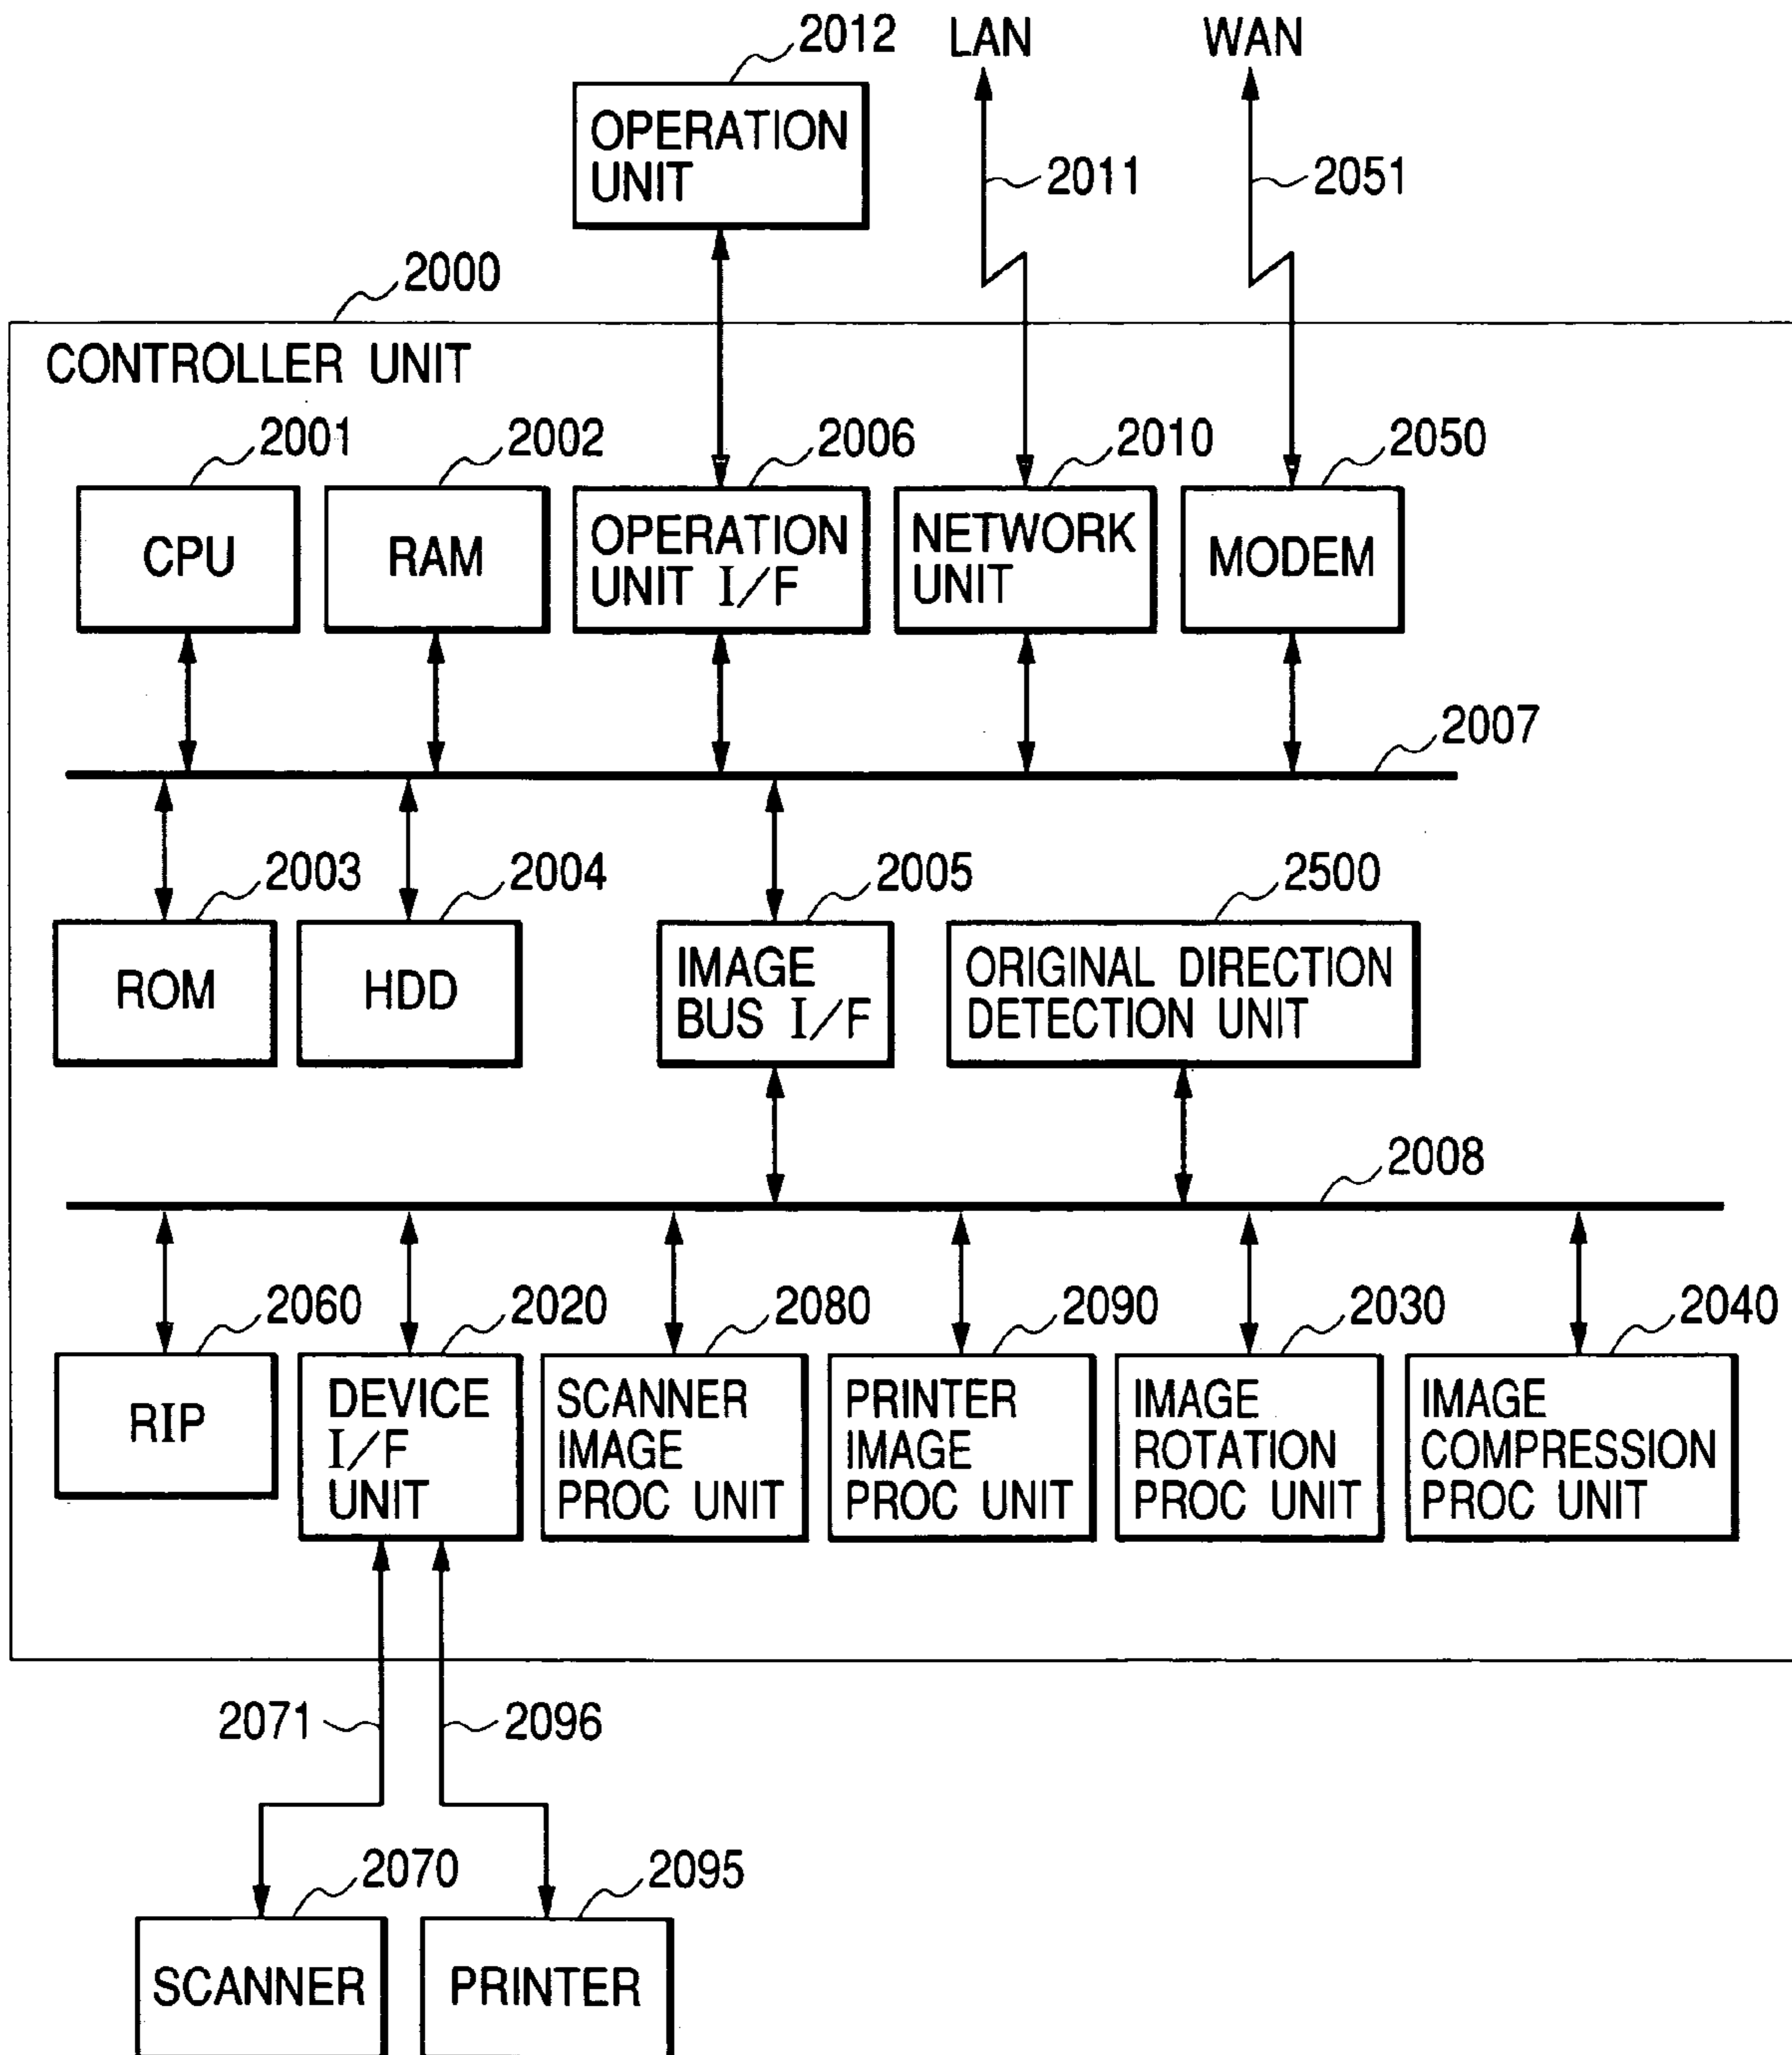 2012
LAN
WAN
OPERATION
UNIT
2011
2051
2000
CONTROLLER UNIT
2001
2002
2006
2010
2050
CPU
RAM
OPERATION
UNIT I/F
NETWORK
UNIT
MODEM
2007
2003
2004
2005
2500
ROM
HDD
IMAGE
BUS I/F
ORIGINAL DIRECTION
DETECTION UNIT
2008
2060
2020
2080
2090
2030
2040
RIP
DEVICE
I/F
UNIT
SCANNER
IMAGE
PROC UNIT
PRINTER
IMAGE
PROC UNIT
IMAGE
ROTATION
PROC UNIT
IMAGE
COMPRESSION
PROC UNIT
2071
2096
2070
2095
SCANNER
PRINTER